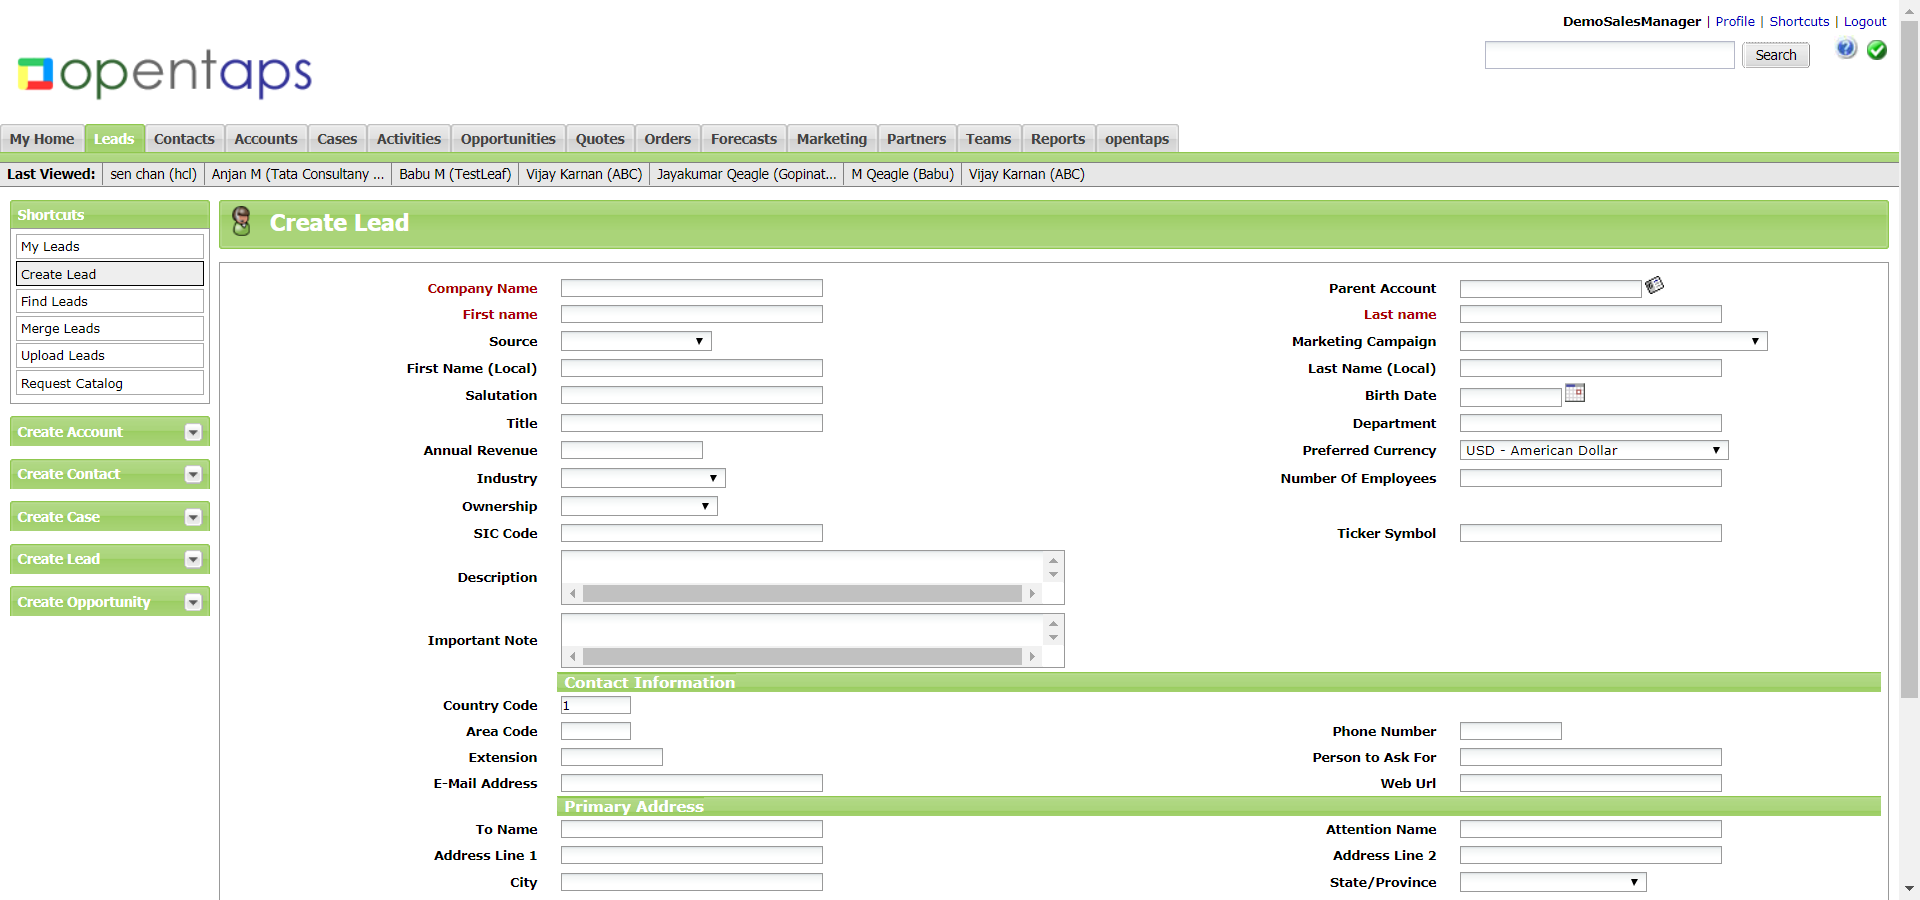 DemoSalesManager | Profile | Shortcuts | Logout
opentaps
Search
My Home Leads Contacts Accounts Cases Activities Opportunities Quotes Orders Forecasts Marketing Partners Teams Reports opentaps
Last Viewed: sen chan (hcl) Anjan M (Tata Consultany ... Babu M (TestLeaf) Vijay Karnan (ABC) Jayakumar Qeagle (Gopinat... M Qeagle (Babu) Vijay Karnan (ABC)
Shortcuts
My Leads
Create Lead
Find Leads
Merge Leads
Upload Leads
Request Catalog
Create Account
Create Contact
Create Case
Create Lead
Create Opportunity
Create Lead
Company Name Parent Account
First name Last name
Source Marketing Campaign
First Name (Local) Last Name (Local)
Salutation Birth Date
Title Department
Annual Revenue Preferred Currency USD - American Dollar
Industry Number Of Employees
Ownership
SIC Code Ticker Symbol
Description
Important Note
Contact Information
Country Code 1
Area Code Phone Number
Extension Person to Ask For
E-Mail Address Web Url
Primary Address
To Name Attention Name
Address Line 1 Address Line 2
City State/Province